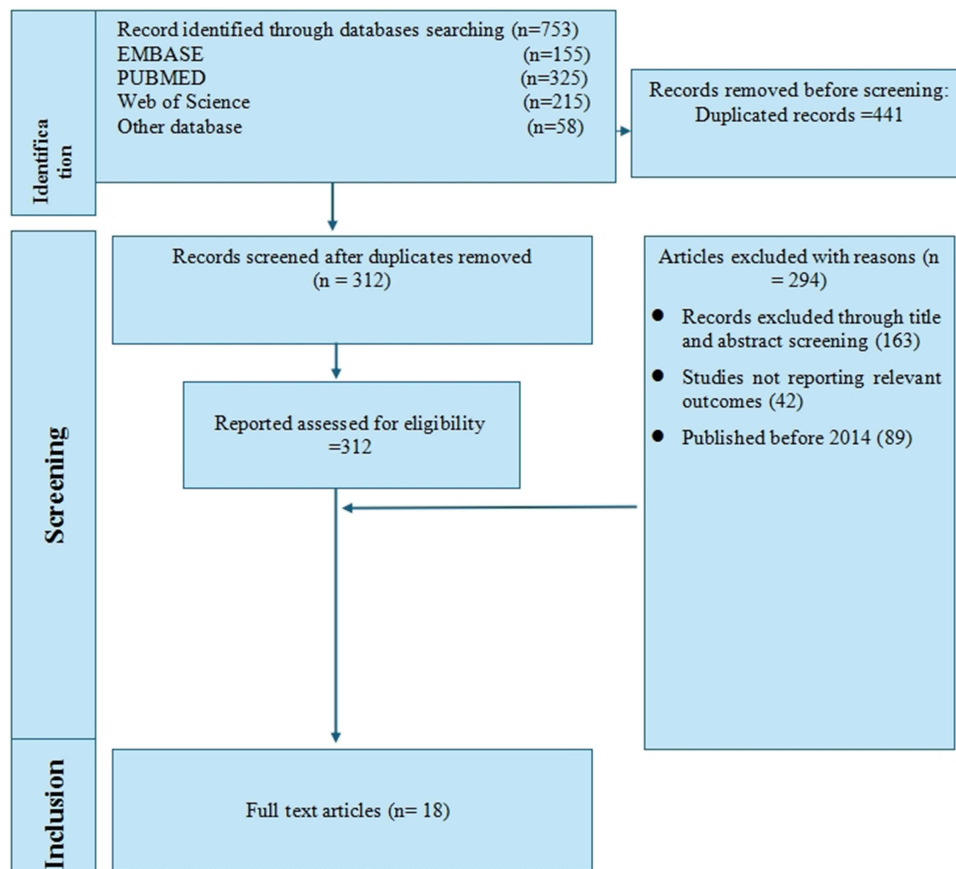 Record identified through databases searching (n=753)
EMBASE (n=155)
PUBMED (n=325)
Web of Science (n=215)
Other database (n=58)
Identifica
tion
Records removed before screening:
Duplicated records =441
Records screened after duplicates removed
(n = 312)
Articles excluded with reasons (n
= 294)
● Records excluded through title
and abstract screening (163)
● Studies not reporting relevant
outcomes (42)
● Published before 2014 (89)
Reported assessed for eligibility
=312
Screening
Full text articles (n= 18)
Inclusion